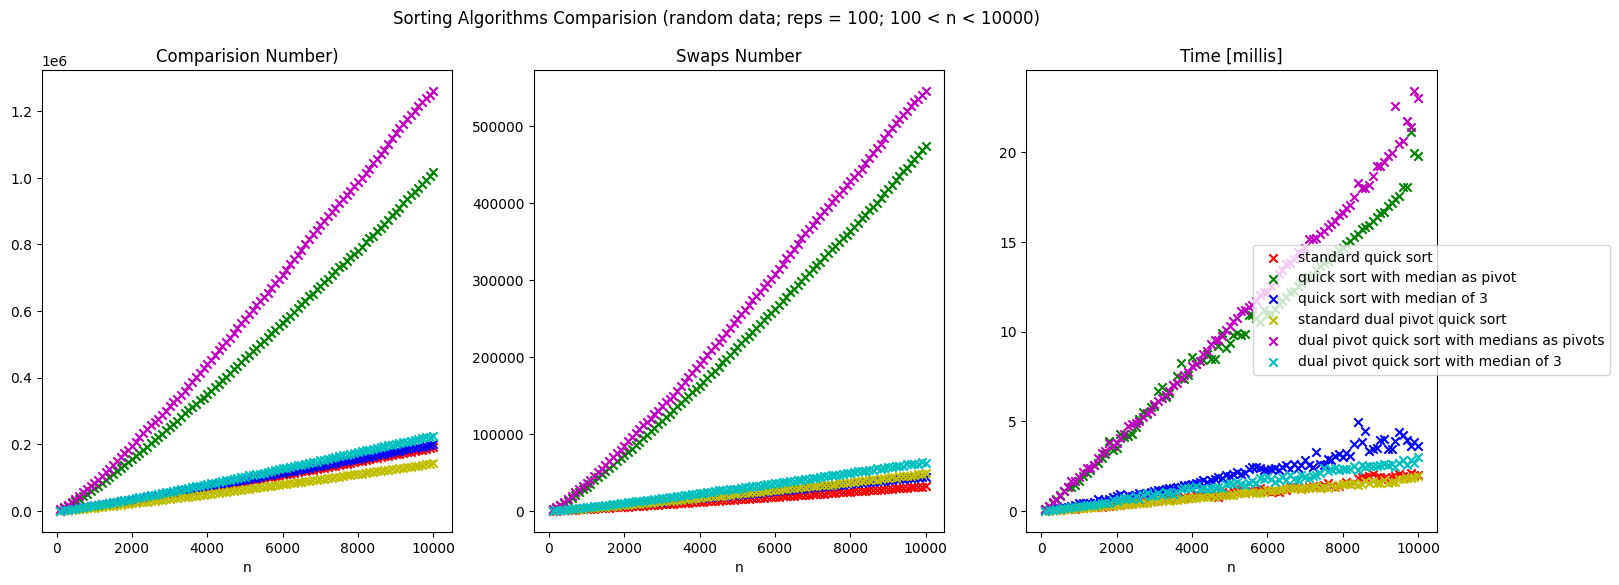 Sorting Algorithms Comparision (random data; reps = 100; 100 < n < 10000)
Comparision Number)
1e6
1.2
1.0
0.8
0.6
0.4
0.2
0.0
0 2000 4000 6000 8000 10000
n
Swaps Number
500000
400000
300000
200000
100000
0
0 2000 4000 6000 8000 10000
n
Time [millis]
20
15
10
5
0
0 2000 4000 6000 8000 10000
n
standard quick sort
quick sort with median as pivot
quick sort with median of 3
standard dual pivot quick sort
dual pivot quick sort with medians as pivots
dual pivot quick sort with median of 3